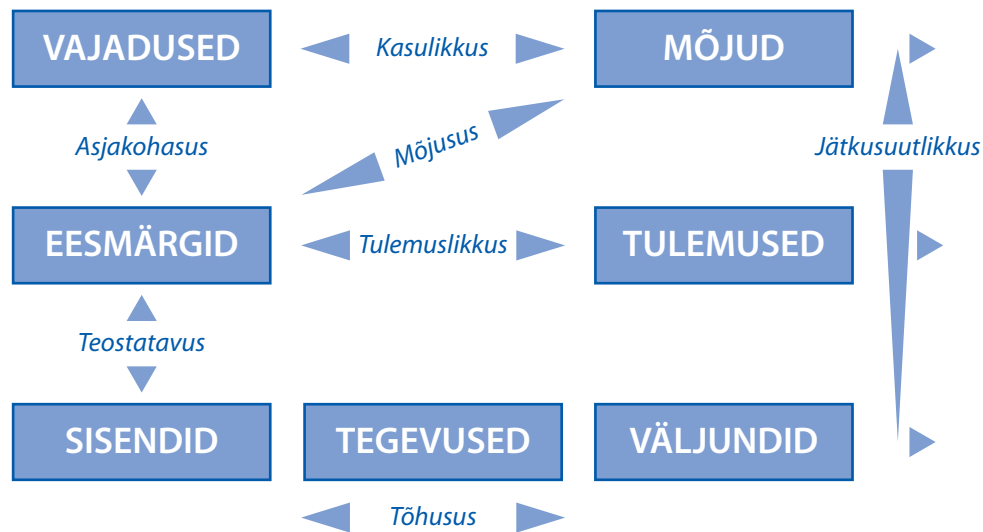 VAJADUSED
Kasulikkus
MÕJUD
Asjakohasus
Mõjusus
Jätkusuutlikkus
EESMÄRGID
Tulemuslikkus
TULEMUSED
Teostatavus
SISENDID
TEGEVUSED
VÄLJUNDID
Tõhusus